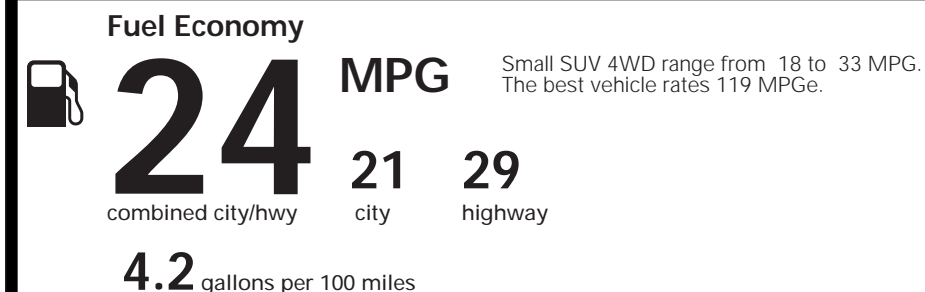 Fuel Economy
24 MPG
Small SUV 4WD range from 18 to 33 MPG.
The best vehicle rates 119 MPGe.
21 29
combined city/hwy city highway
4.2 gallons per 100 miles